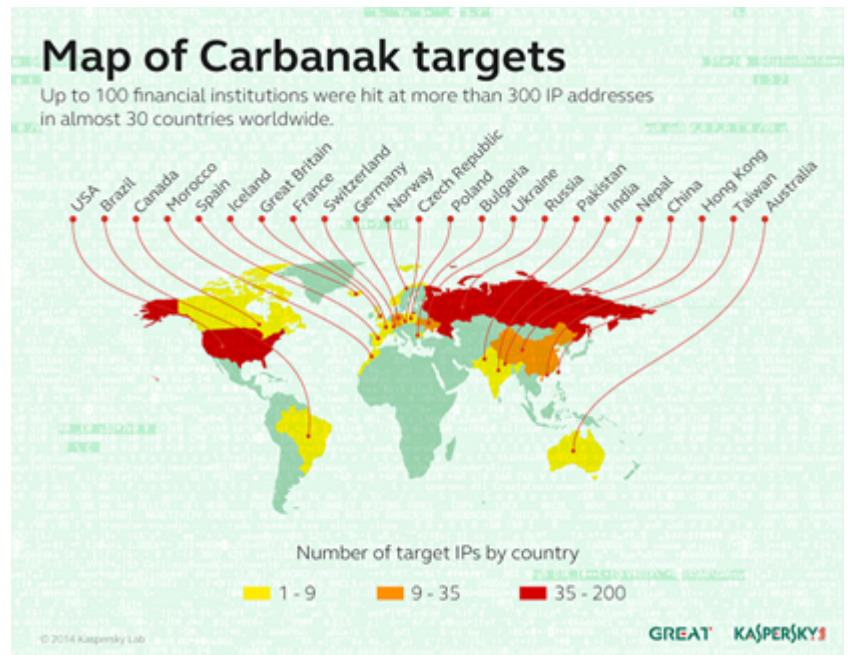 Map of Carbanak targets
Up to 100 financial institutions were hit at more than 300 IP addresses
in almost 30 countries worldwide.
USA
Brazil
Canada
Morocco
Spain
Iceland
Great Britain
France
Switzerland
Germany
Norway
Czech Republic
Poland
Bulgaria
Ukraine
Russia
Pakistan
India
Nepal
China
Hong Kong
Taiwan
Australia
Number of target IPs by country
1 - 9
9 - 35
35 - 200
© 2014 Kaspersky Lab
GREAT KASPERSKY